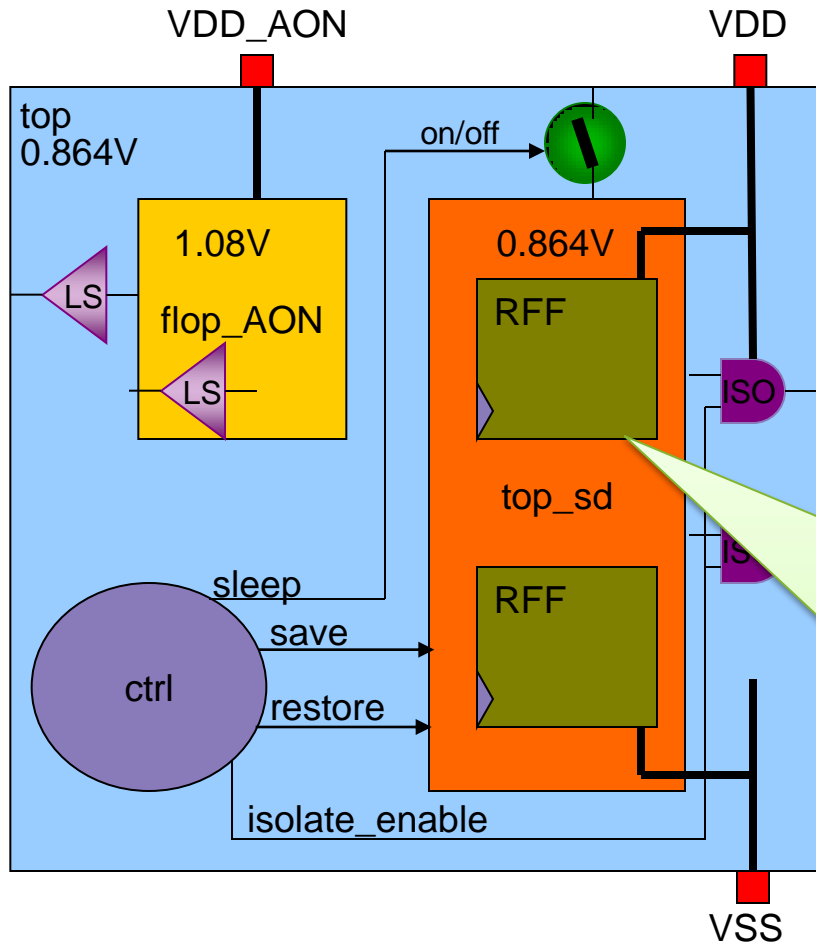 VDD_AON
VDD
top
0.864V
on/off
1.08V
0.864V
LS
flop_AON
RFF
LS
ISO
top_sd
sleep
RFF
save
ctrl
restore
isolate_enable
VSS